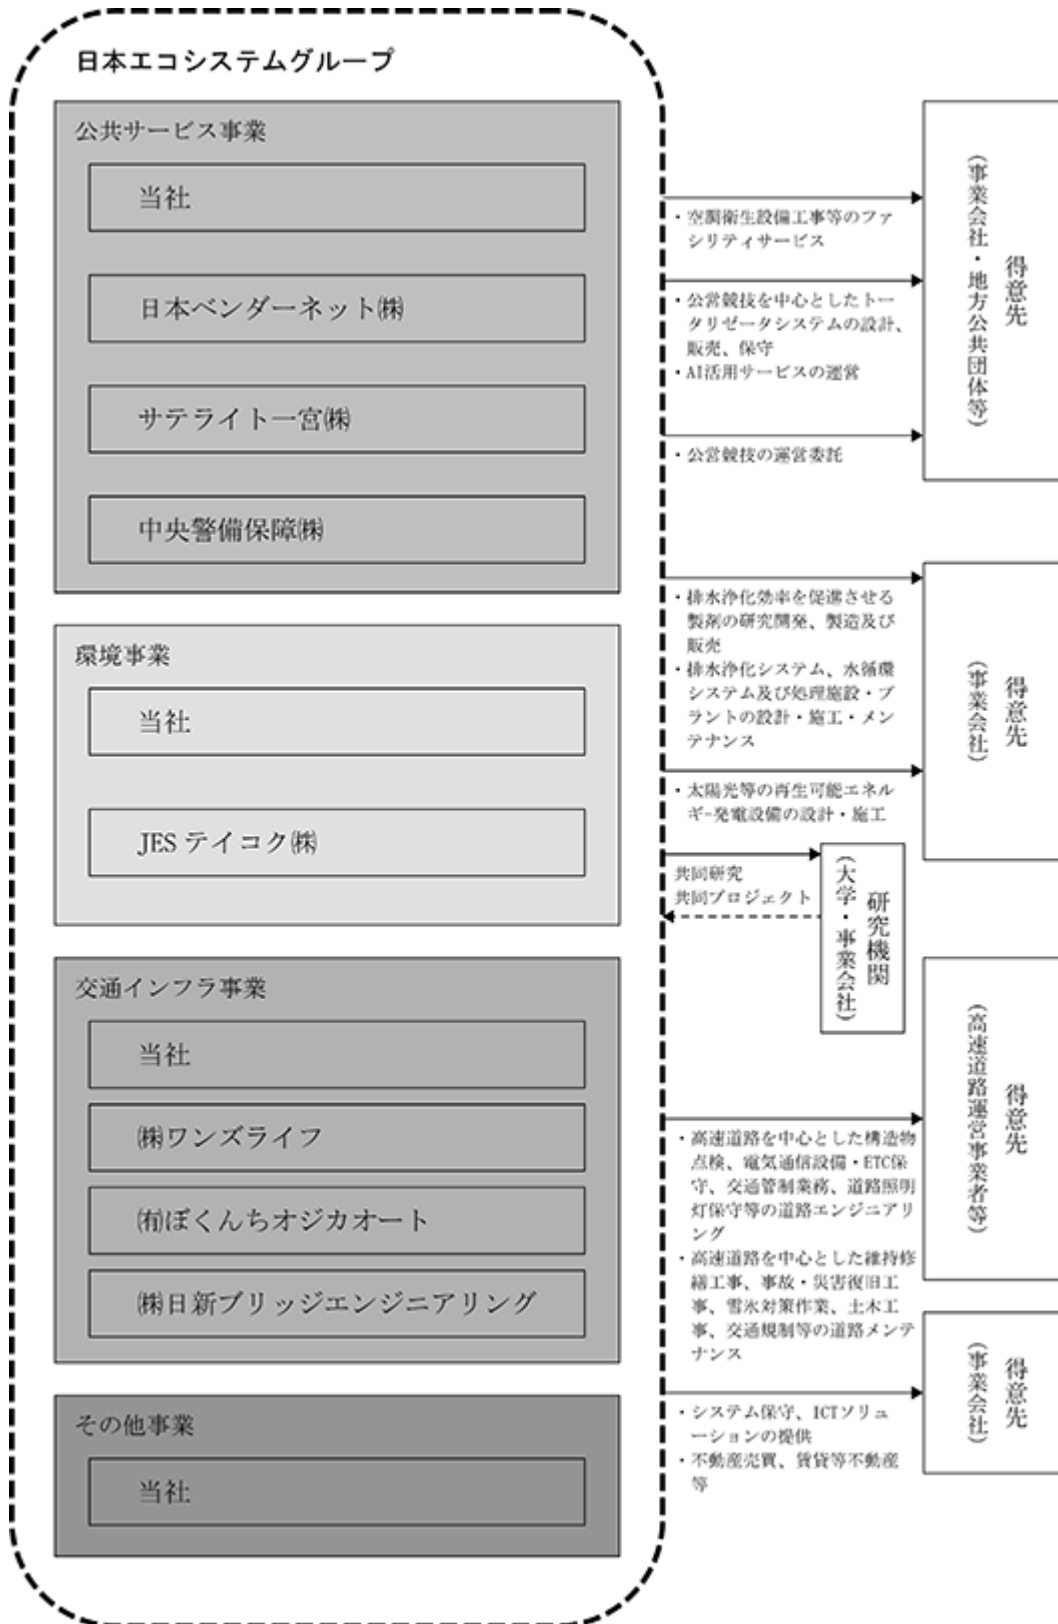 日本エコシステムグループ
公共サービス事業
当社
日本ベンダーネット㈱
サテライト一宮㈱
中央警備保障㈱
・空調衛生設備工事等のファ
シリティサービス
・公営競技を中心としたトー
タリゼータシステムの設計、
販売、保守
・AI活用サービスの運営
・公営競技の運営委託
得意先
(事業会社・地方公共団体等)
環境事業
当社
JES テイコク㈱
・排水浄化効率を促進させる
製剤の研究開発、製造及び
販売
・排水浄化システム、水循環
システム及び処理施設・プ
ラントの設計・施工・メン
テナンス
・太陽光等の再生可能エネル
ギー発電設備の設計・施工
得意先
(事業会社)
共同研究
共同プロジェクト
研究機関
(大学・事業会社)
交通インフラ事業
当社
㈱ワンズライフ
㈲ぼくんちオジカオート
㈱日新ブリッジエンジニアリング
・高速道路を中心とした構造物
点検、電気通信設備・ETC保
守、交通管制業務、道路照明
灯保守等の道路エンジニアリ
ング
・高速道路を中心とした維持修
繕工事、事故・災害復旧工
事、雪氷対策作業、土木工
事、交通規制等の道路メンテ
ナンス
得意先
(高速道路運営事業者等)
その他事業
当社
・システム保守、ICTソリュ
ーションの提供
・不動産売買、賃貸等不動産
等
得意先
(事業会社)